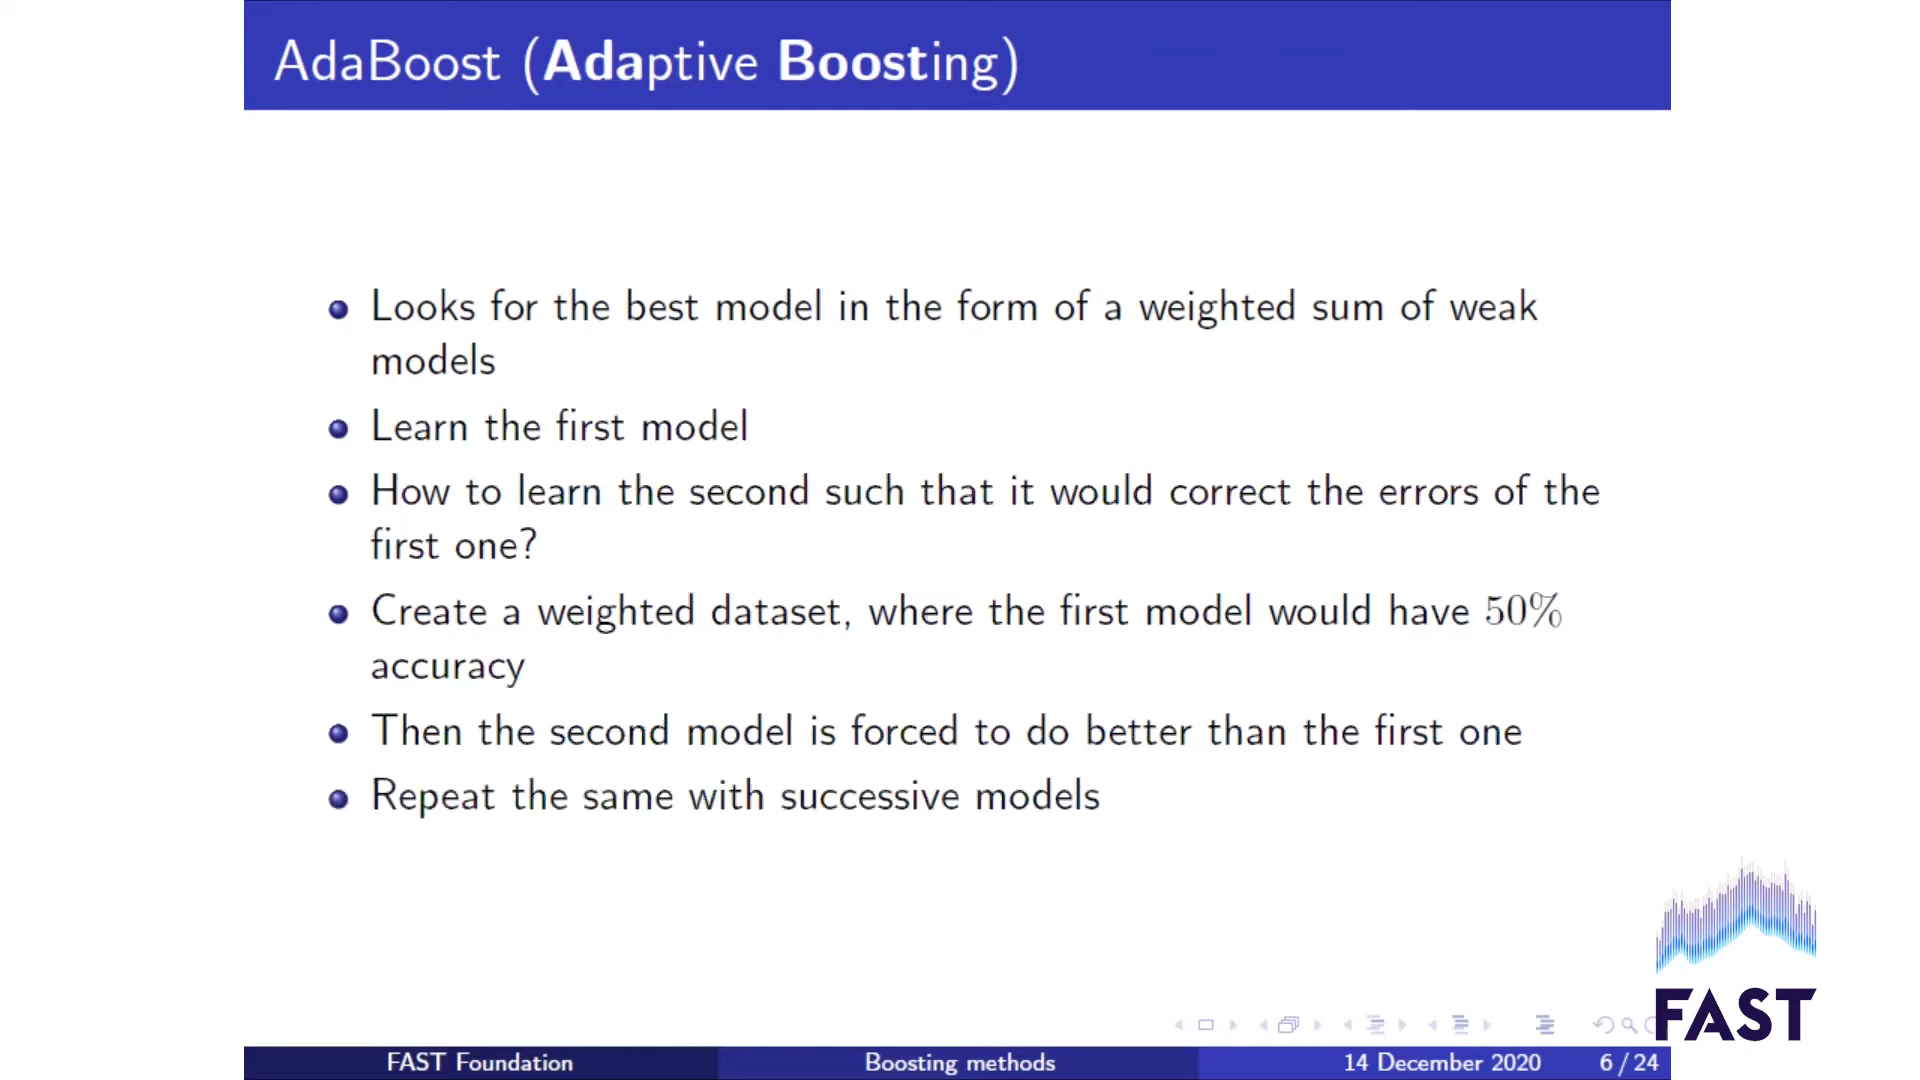 AdaBoost (Adaptive Boosting)
Looks for the best model in the form of a weighted sum of weak
models
Learn the first model
How to learn the second such that it would correct the errors of the
first one?
Create a weighted dataset, where the first model would have 50%
accuracy
Then the second model is forced to do better than the first one
Repeat the same with successive models
FAST
FAST Foundation
Boosting methods
14 December 2020
6 / 24